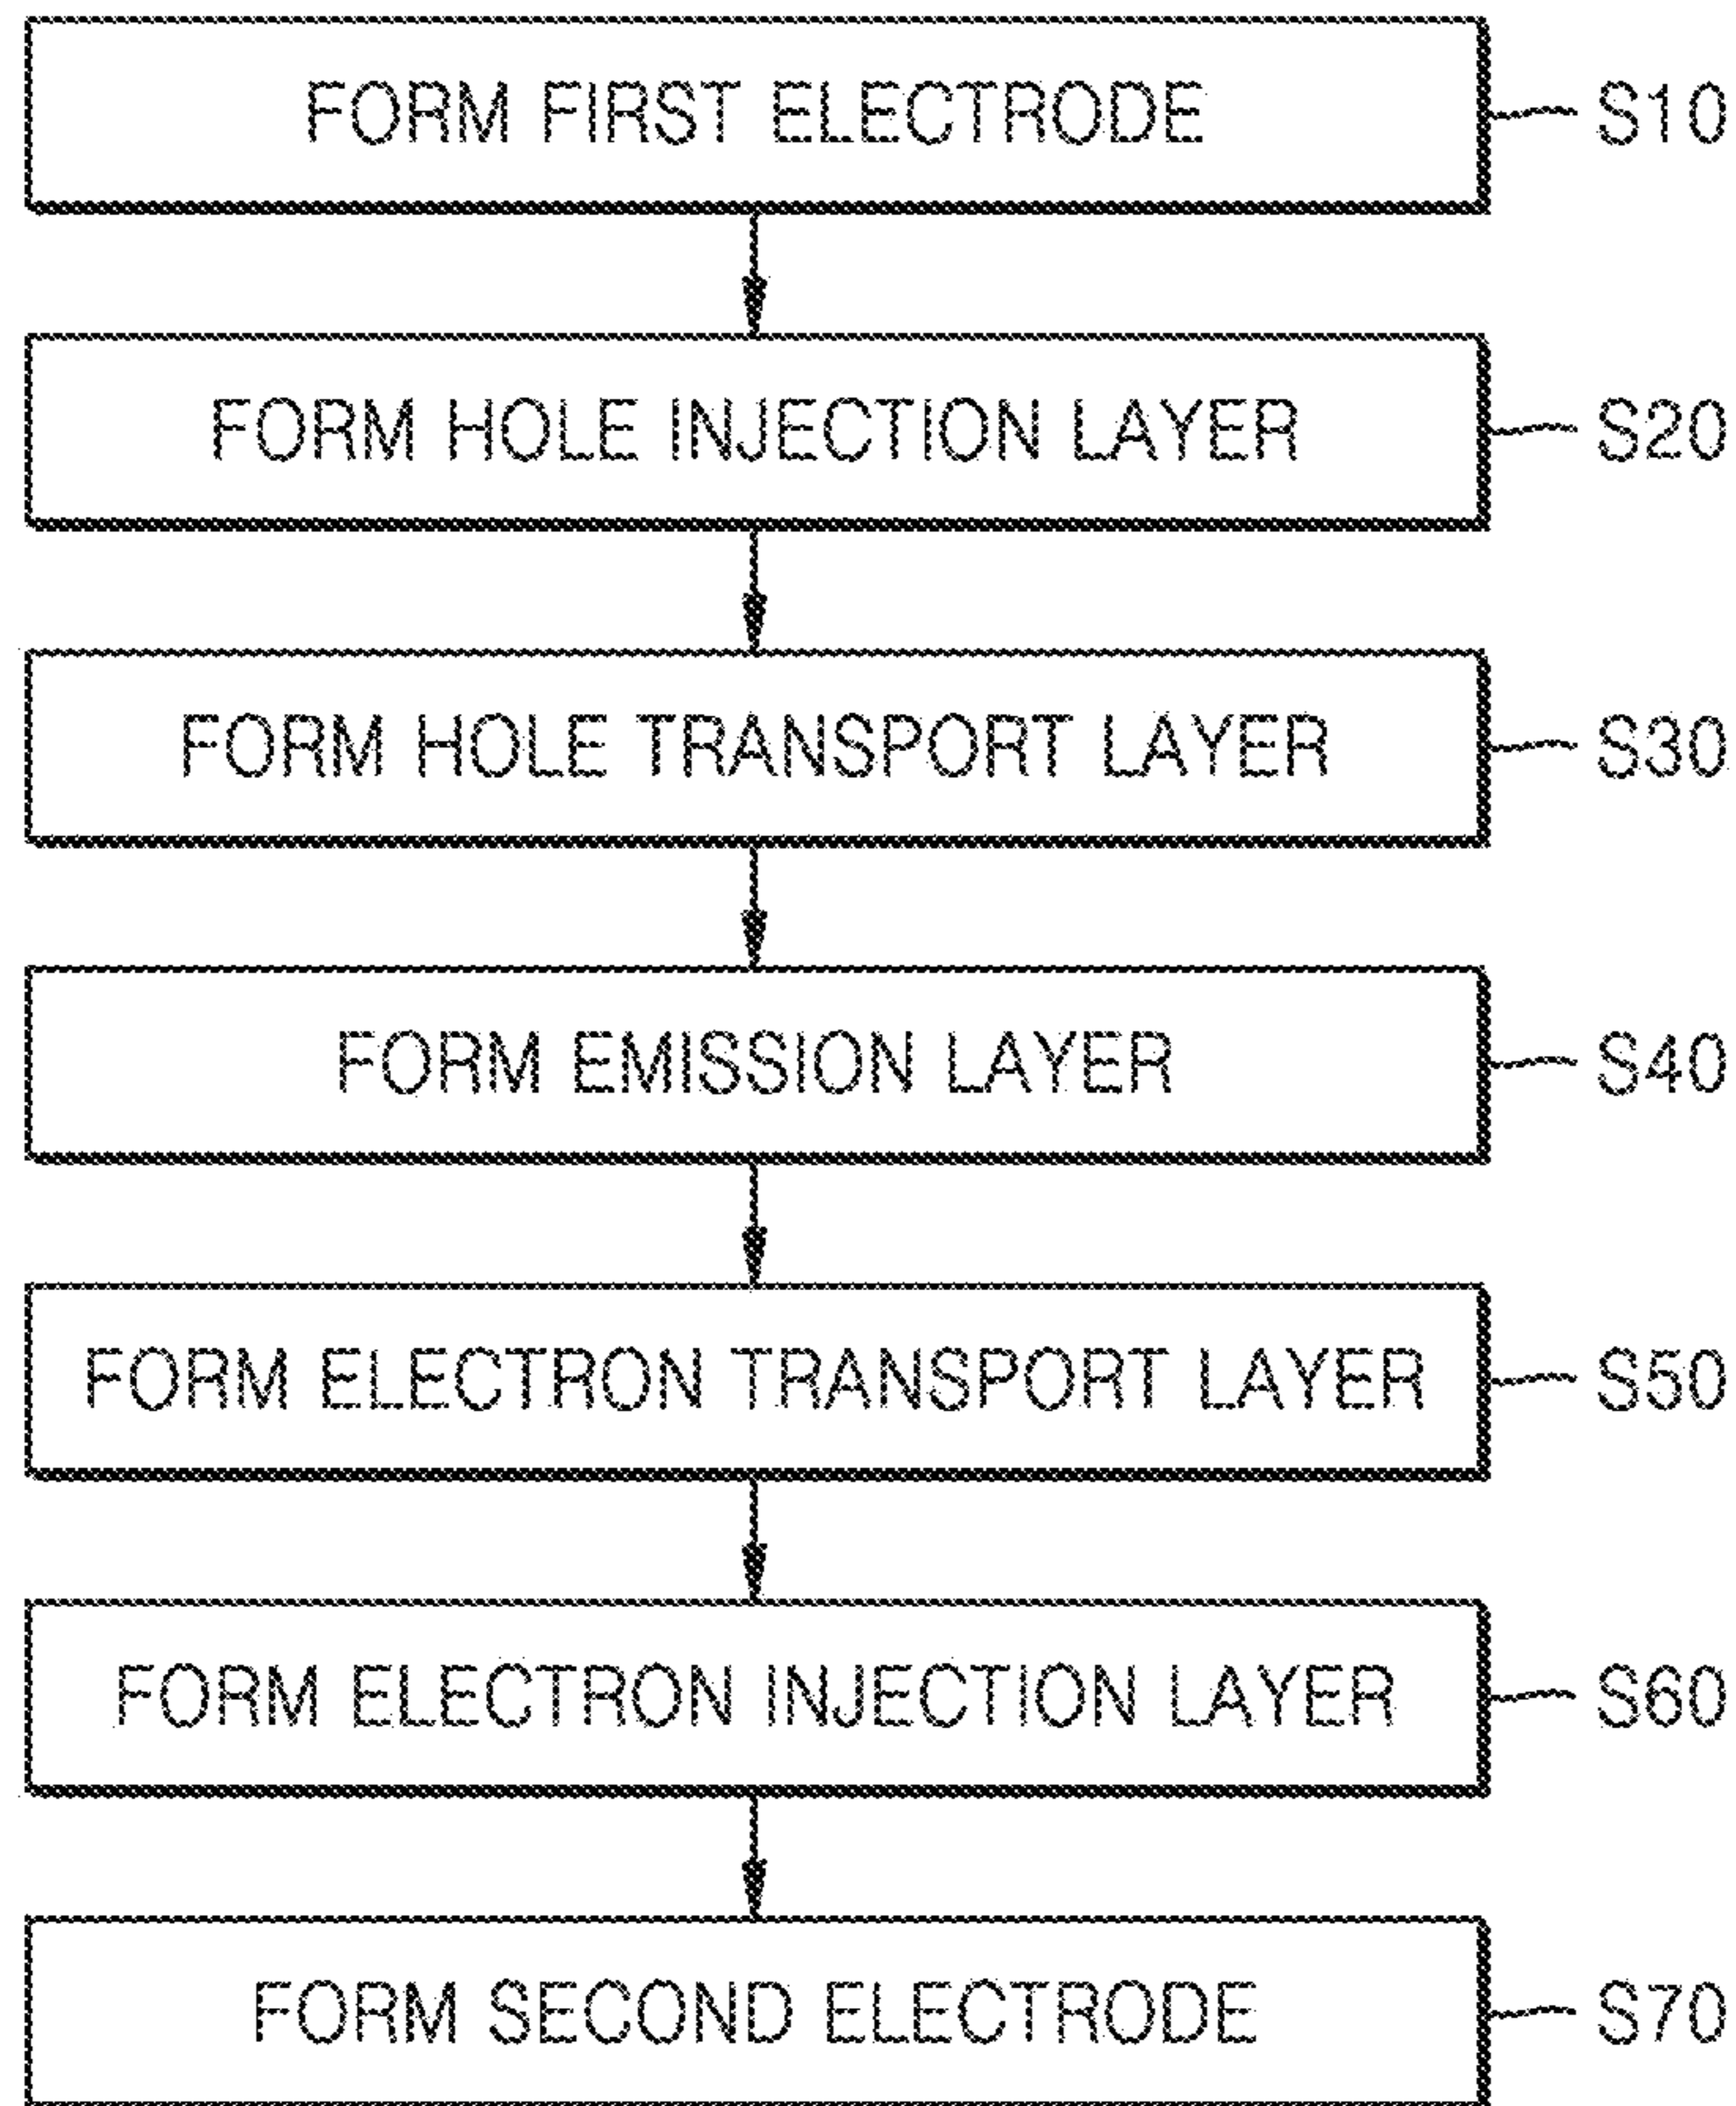 FORM FIRST ELECTRODE S10
FORM HOLE INJECTION LAYER S20
FORM HOLE TRANSPORT LAYER S30
FORM EMISSION LAYER S40
FORM ELECTRON TRANSPORT LAYER S50
FORM ELECTRON INJECTION LAYER S60
FORM SECOND ELECTRODE S70